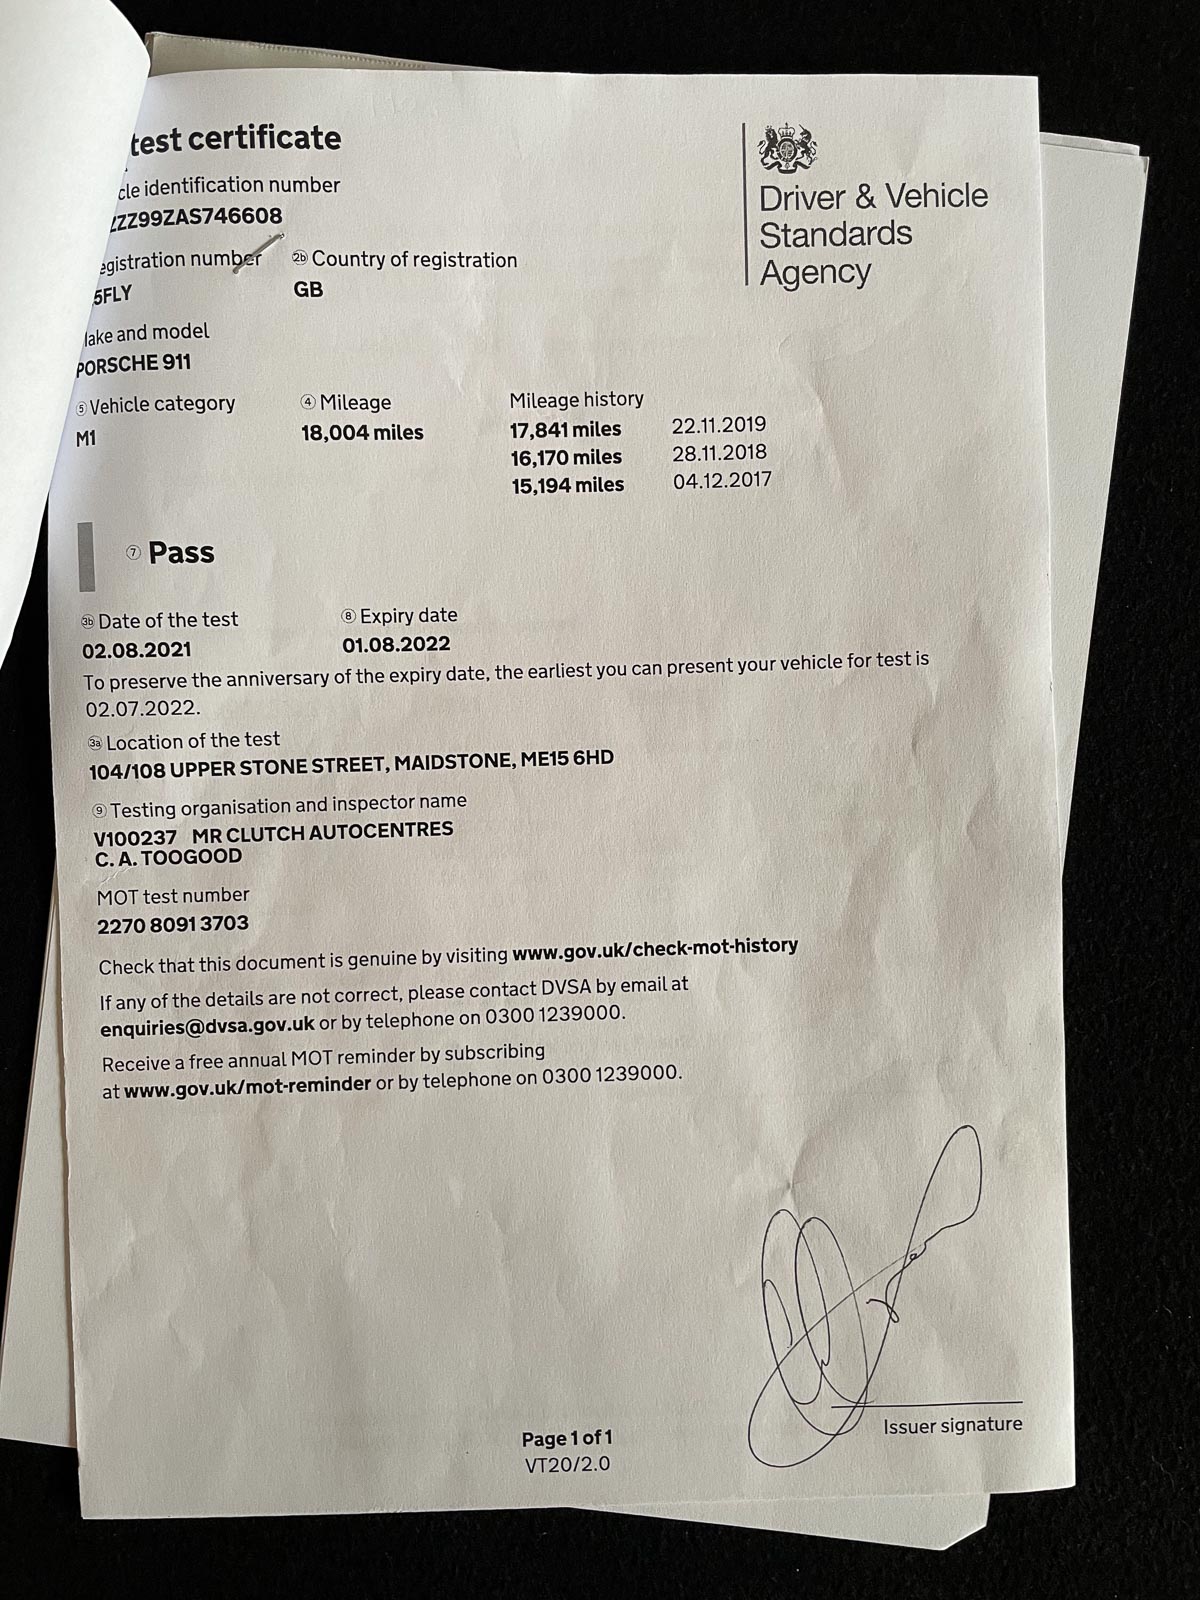 test certificate
Driver & Vehicle
Standards
Agency
cle identification number
ZZZ99ZAS746608
egistration number
2b Country of registration
5FLY
GB
Make and model
PORSCHE 911
5 Vehicle category
4 Mileage
Mileage history
M1
18,004 miles
17,841 miles 22.11.2019
16,170 miles 28.11.2018
15,194 miles 04.12.2017
7 Pass
3b Date of the test
8 Expiry date
02.08.2021
01.08.2022
To preserve the anniversary of the expiry date, the earliest you can present your vehicle for test is
02.07.2022.
3a Location of the test
104/108 UPPER STONE STREET, MAIDSTONE, ME15 6HD
9 Testing organisation and inspector name
V100237 MR CLUTCH AUTOCENTRES
C. A. TOOGOOD
MOT test number
2270 8091 3703
Check that this document is genuine by visiting www.gov.uk/check-mot-history
If any of the details are not correct, please contact DVSA by email at
enquiries@dvsa.gov.uk or by telephone on 0300 1239000.
Receive a free annual MOT reminder by subscribing
at www.gov.uk/mot-reminder or by telephone on 0300 1239000.
Issuer signature
Page 1 of 1
VT20/2.0